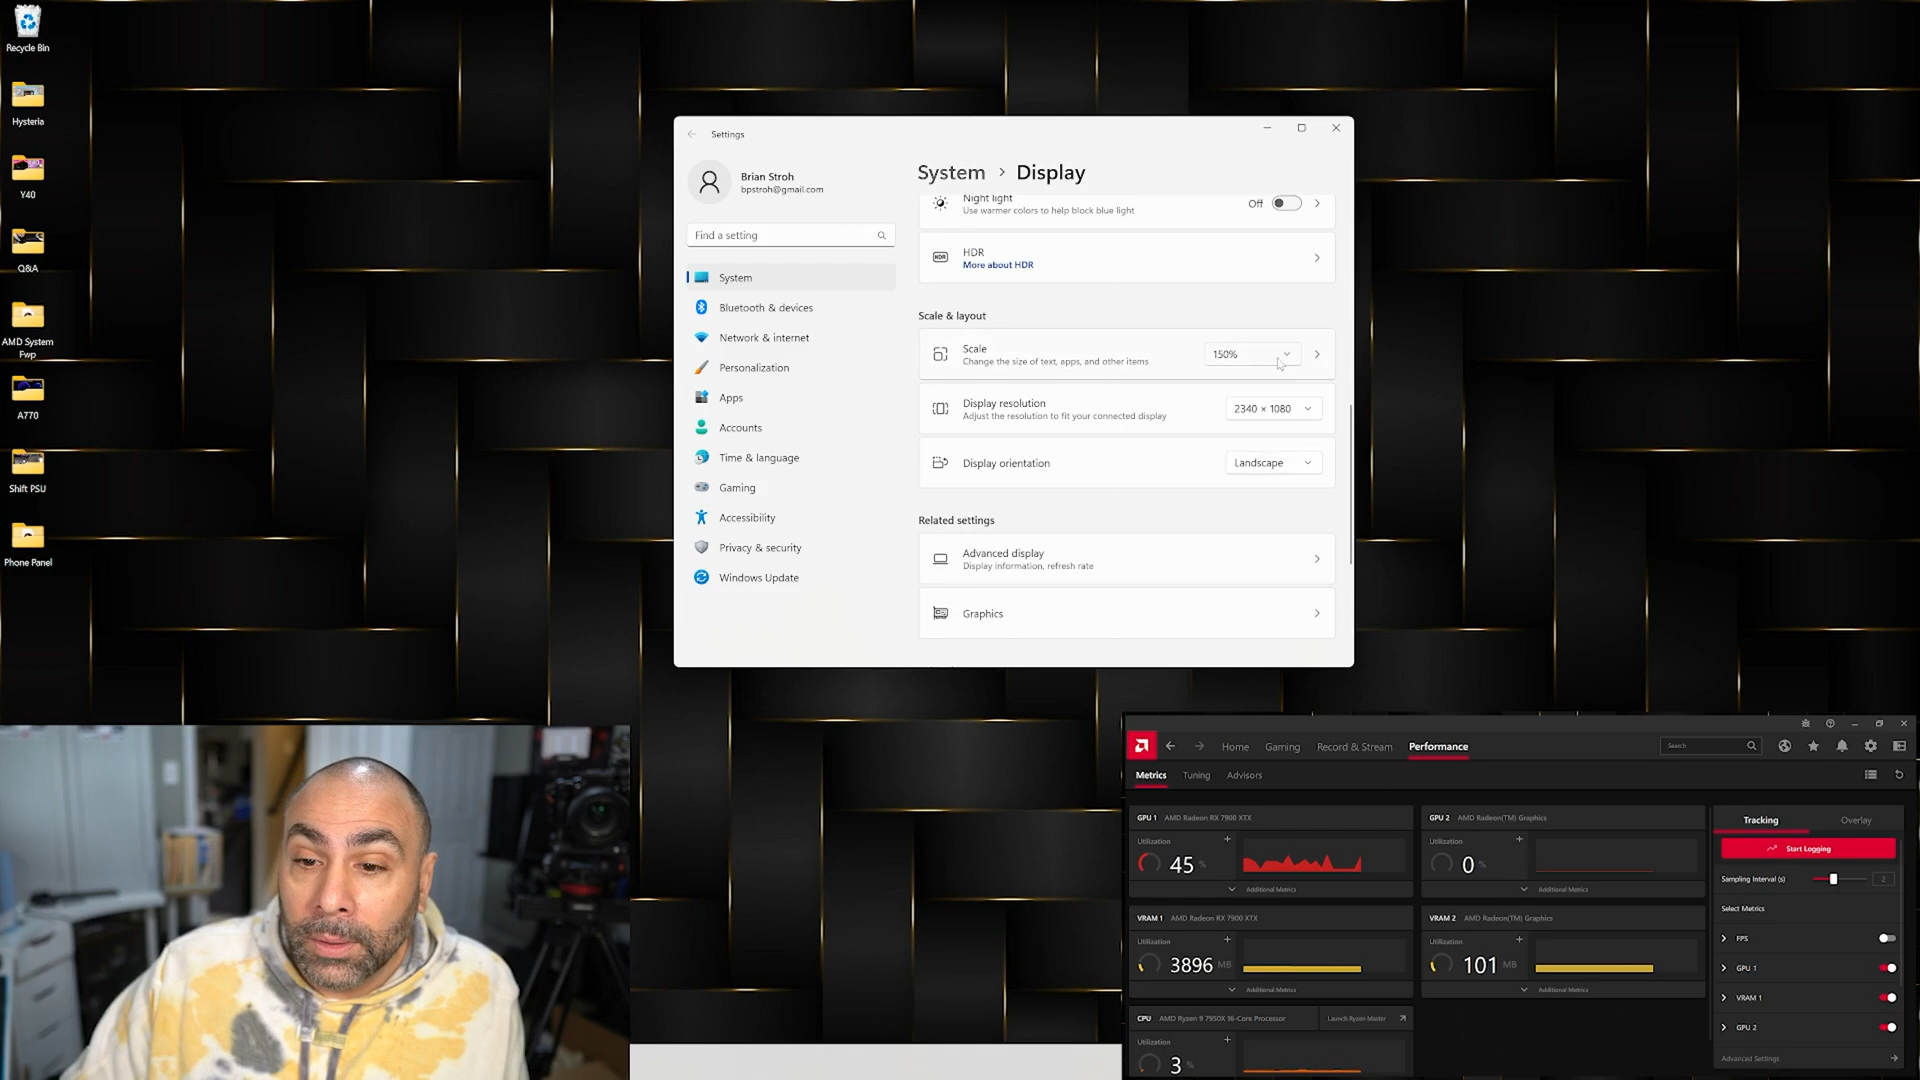 Recycle Bin
Hysteria
Y40
Q&A
AMD System
Fwp
A770
Shift PSU
Phone Panel
Settings
Brian Stroh
bpstroh@gmail.com
Find a setting
System
Bluetooth & devices
Network & internet
Personalization
Apps
Accounts
Time & language
Gaming
Accessibility
Privacy & security
Windows Update
System › Display
Night light
Use warmer colors to help block blue light
Off
HDR
HDR
More about HDR
Scale & layout
Scale
Change the size of text, apps, and other items
150%
Display resolution
Adjust the resolution to fit your connected display
2340 × 1080
Display orientation
Landscape
Related settings
Advanced display
Display information, refresh rate
Graphics
Home Gaming Record & Stream Performance
Search
Metrics Tuning Advisors
GPU 1 AMD Radeon RX 7900 XTX
Utilization
45 %
Additional Metrics
GPU 2 AMD Radeon(TM) Graphics
Utilization
0 %
Additional Metrics
VRAM 1 AMD Radeon RX 7900 XTX
Utilization
3896 MB
Additional Metrics
VRAM 2 AMD Radeon(TM) Graphics
Utilization
101 MB
Additional Metrics
CPU AMD Ryzen 9 7950X 16-Core Processor
Launch Ryzen Master
Utilization
3 %
Tracking Overlay
Start Logging
Sampling Interval (s)
2
Select Metrics
FPS
GPU 1
VRAM 1
GPU 2
Advanced Settings